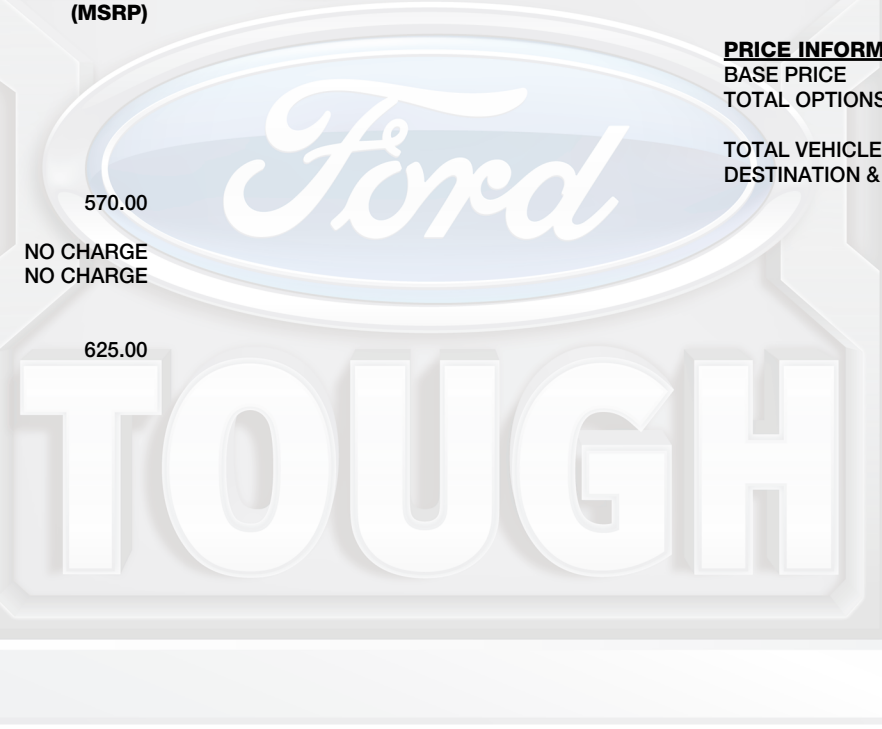 (MSRP)
570.00
NO CHARGE
NO CHARGE
625.00
PRICE INFORM
BASE PRICE
TOTAL OPTIONS
TOTAL VEHICLE
DESTINATION &
Ford
TOUGH